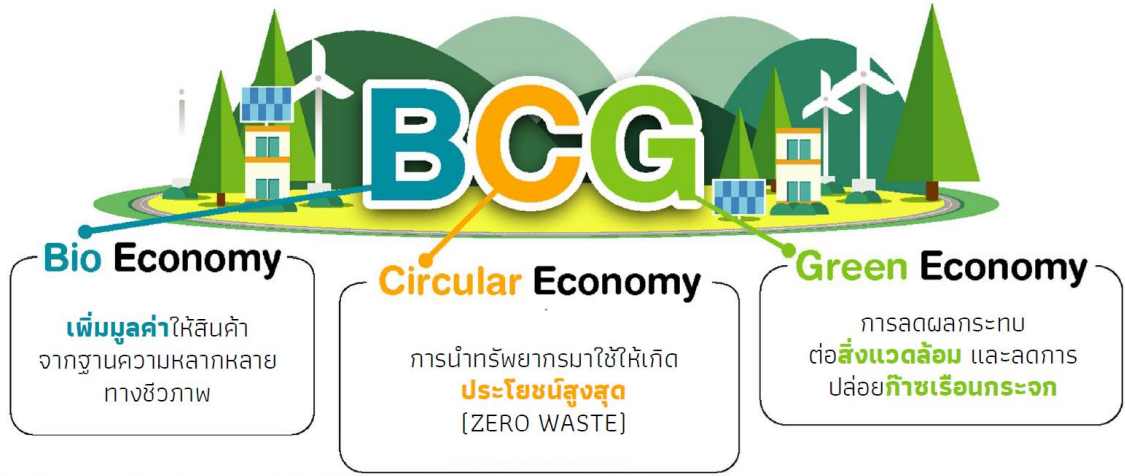 BCG
Bio Economy
เพิ่มมูลค่าให้สินค้า
จากฐานความหลากหลาย
ทางชีวภาพ
Circular Economy
การนำทรัพยากรมาใช้ให้เกิด
ประโยชน์สูงสุด
(ZERO WASTE)
Green Economy
การลดผลกระทบ
ต่อสิ่งแวดล้อม และลดการ
ปล่อยก๊าซเรือนกระจก